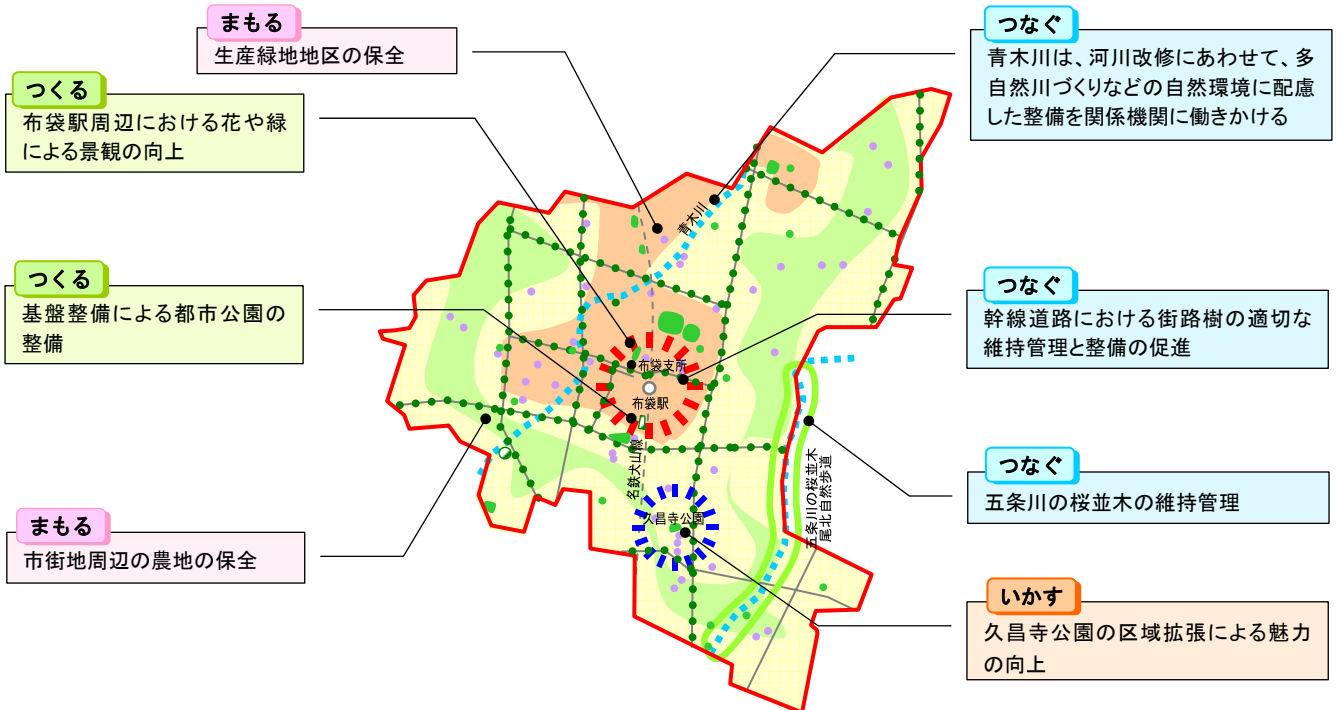 まもる
生産緑地地区の保全
つくる
布袋駅周辺における花や緑
による景観の向上
つくる
基盤整備による都市公園の
整備
まもる
市街地周辺の農地の保全
つなぐ
青木川は、河川改修にあわせて、多
自然川づくりなどの自然環境に配慮
した整備を関係機関に働きかける
つなぐ
幹線道路における街路樹の適切な
維持管理と整備の促進
つなぐ
五条川の桜並木の維持管理
いかす
久昌寺公園の区域拡張による魅力
の向上
青木川
布袋支所
布袋駅
名鉄犬山線
久昌寺公園
五条川の桜並木
尾北自然歩道